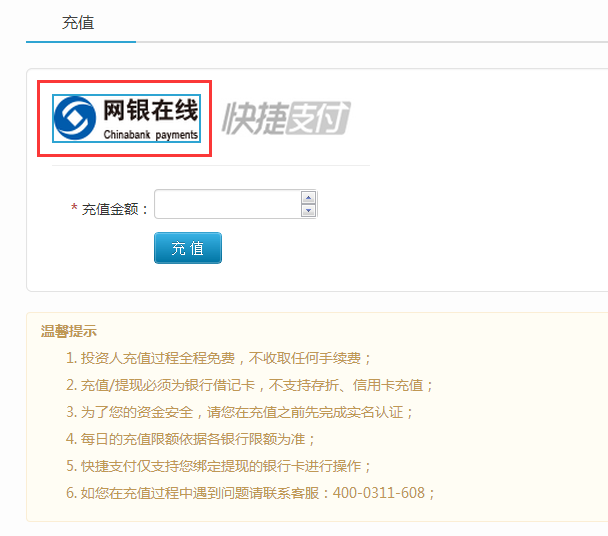 充值
网银在线
Chinabank payments
快捷支付
* 充值金额：
充 值
温馨提示
1. 投资人充值过程全程免费，不收取任何手续费；
2. 充值/提现必须为银行借记卡，不支持存折、信用卡充值；
3. 为了您的资金安全，请您在充值之前先完成实名认证；
4. 每日的充值限额依据各银行限额为准；
5. 快捷支付仅支持您绑定提现的银行卡进行操作；
6. 如您在充值过程中遇到问题请联系客服：400-0311-608；